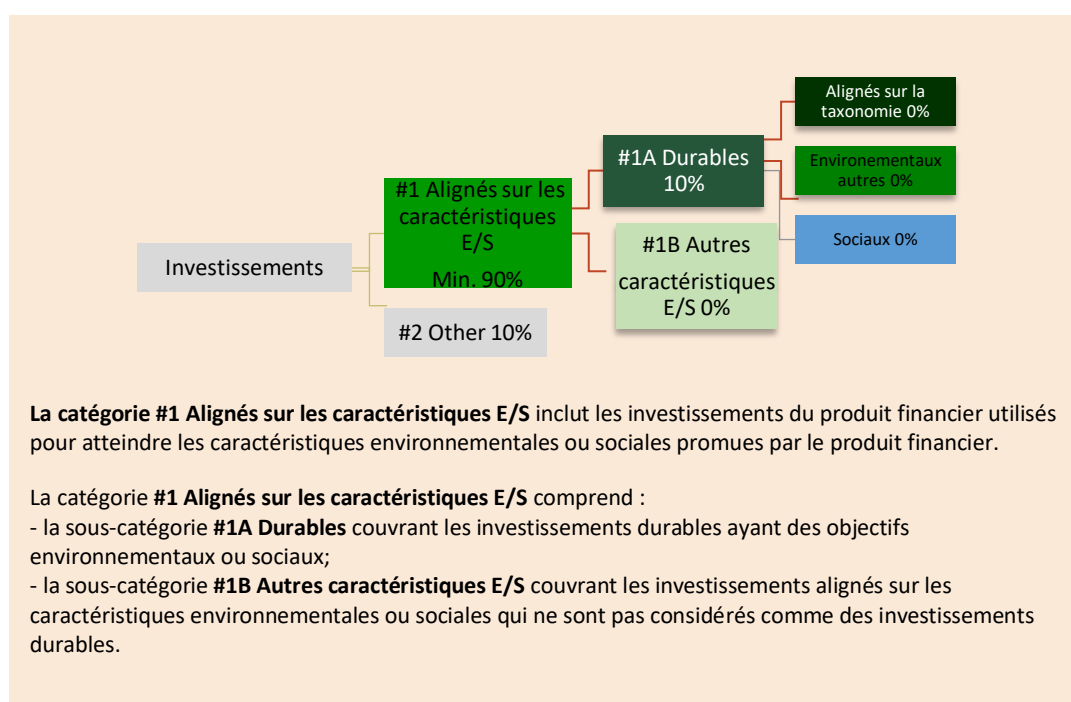 Alignés sur la
taxonomie 0%
#1A Durables
10%
Environementaux
autres 0%
#1 Alignés sur les
caractéristiques
E/S
Min. 90%
#1B Autres
caractéristiques
E/S 0%
Sociaux 0%
Investissements
#2 Other 10%
La catégorie #1 Alignés sur les caractéristiques E/S inclut les investissements du produit financier utilisés
pour atteindre les caractéristiques environnementales ou sociales promues par le produit financier.
La catégorie #1 Alignés sur les caractéristiques E/S comprend :
- la sous-catégorie #1A Durables couvrant les investissements durables ayant des objectifs
environnementaux ou sociaux;
- la sous-catégorie #1B Autres caractéristiques E/S couvrant les investissements alignés sur les
caractéristiques environnementales ou sociales qui ne sont pas considérés comme des investissements
durables.